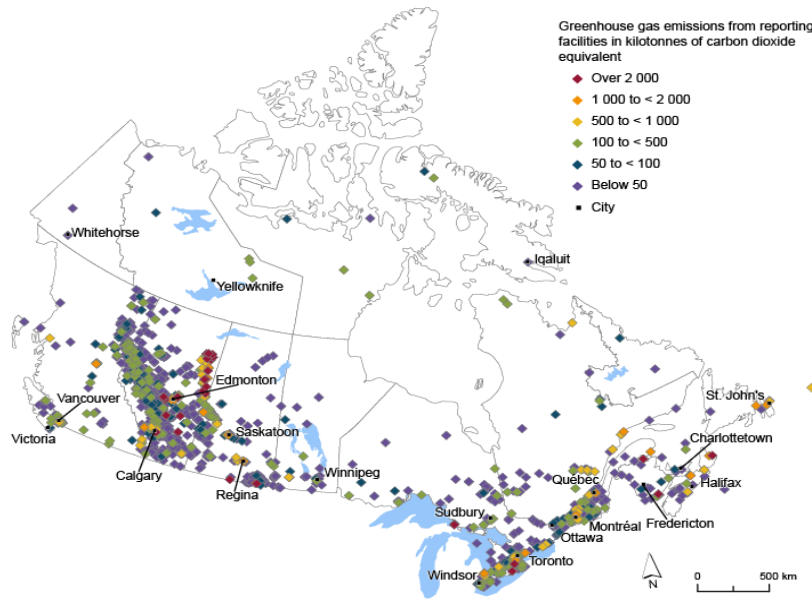 Greenhouse gas emissions from reporting
facilities in kilotonnes of carbon dioxide
equivalent
Over 2 000
1 000 to < 2 000
500 to < 1 000
100 to < 500
50 to < 100
Below 50
City
Whitehorse
Iqaluit
Yellowknife
Edmonton
St. John's
Vancouver
Charlottetown
Victoria
Saskatoon
Calgary
Winnipeg
Québec
Halifax
Regina
Sudbury
Montréal
Fredericton
Ottawa
Toronto
Windsor
0
500 km